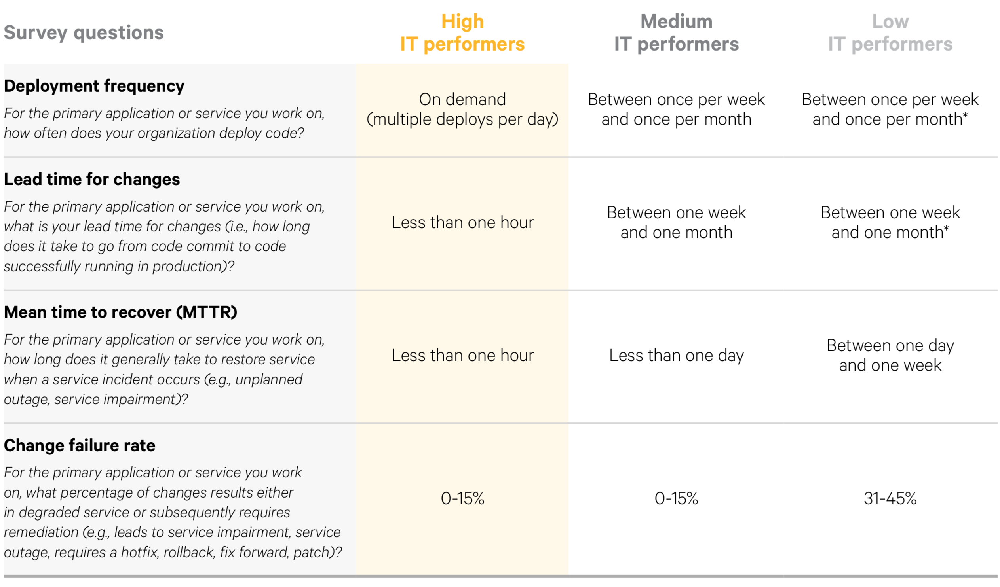 Survey questions
High
IT performers
Medium
IT performers
Low
IT performers
Deployment frequency
For the primary application or service you work on,
how often does your organization deploy code?
On demand
(multiple deploys per day)
Between once per week
and once per month
Between once per week
and once per month*
Lead time for changes
For the primary application or service you work on,
what is your lead time for changes (i.e., how long
does it take to go from code commit to code
successfully running in production)?
Less than one hour
Between one week
and one month
Between one week
and one month*
Mean time to recover (MTTR)
For the primary application or service you work on,
how long does it generally take to restore service
when a service incident occurs (e.g., unplanned
outage, service impairment)?
Less than one hour
Less than one day
Between one day
and one week
Change failure rate
For the primary application or service you work
on, what percentage of changes results either
in degraded service or subsequently requires
remediation (e.g., leads to service impairment, service
outage, requires a hotfix, rollback, fix forward, patch)?
0-15%
0-15%
31-45%